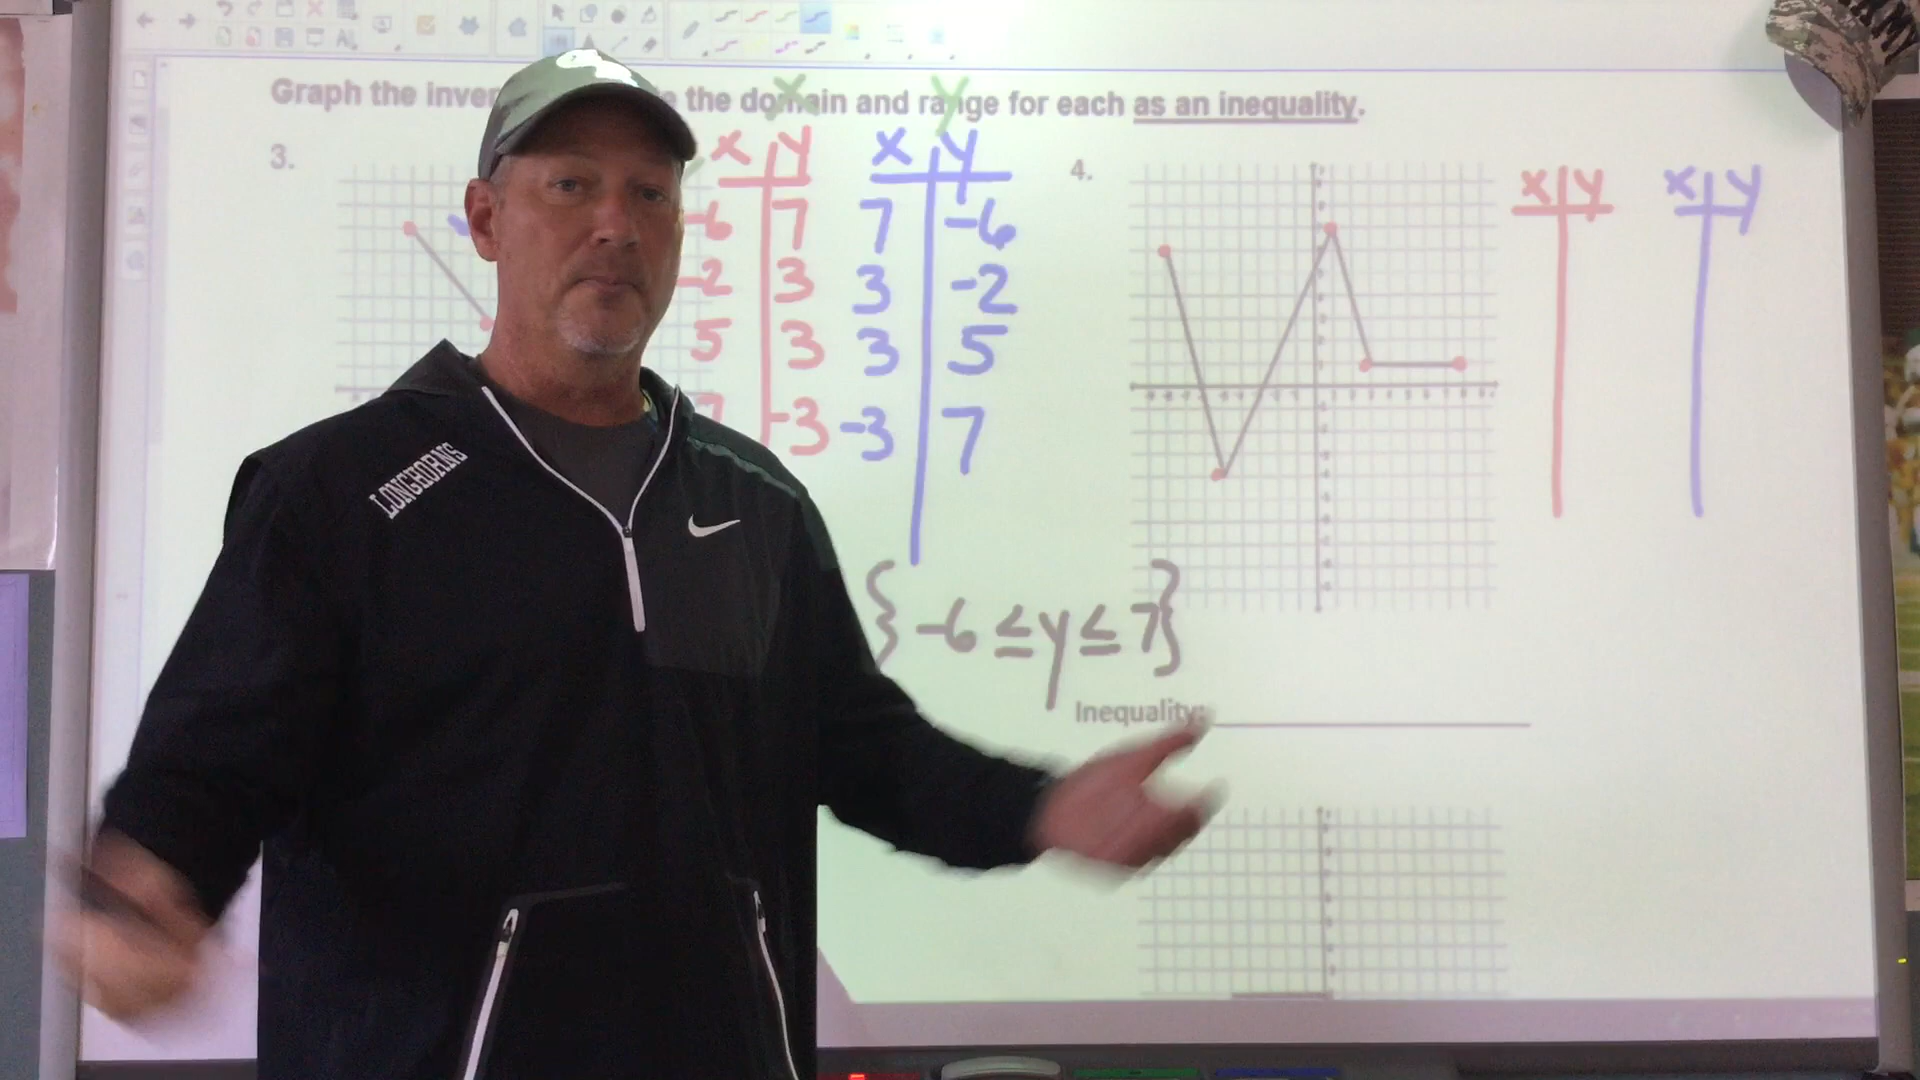 Graph the inver the domain and range for each as an inequality.
x y
3. x y x y 4. x y x y
-6 7 7 -6
-2 3 3 -2
5 3 3 5
7 -3 -3 7
LONGHORNS
{-6 ≤ y ≤ 7}
Inequality: